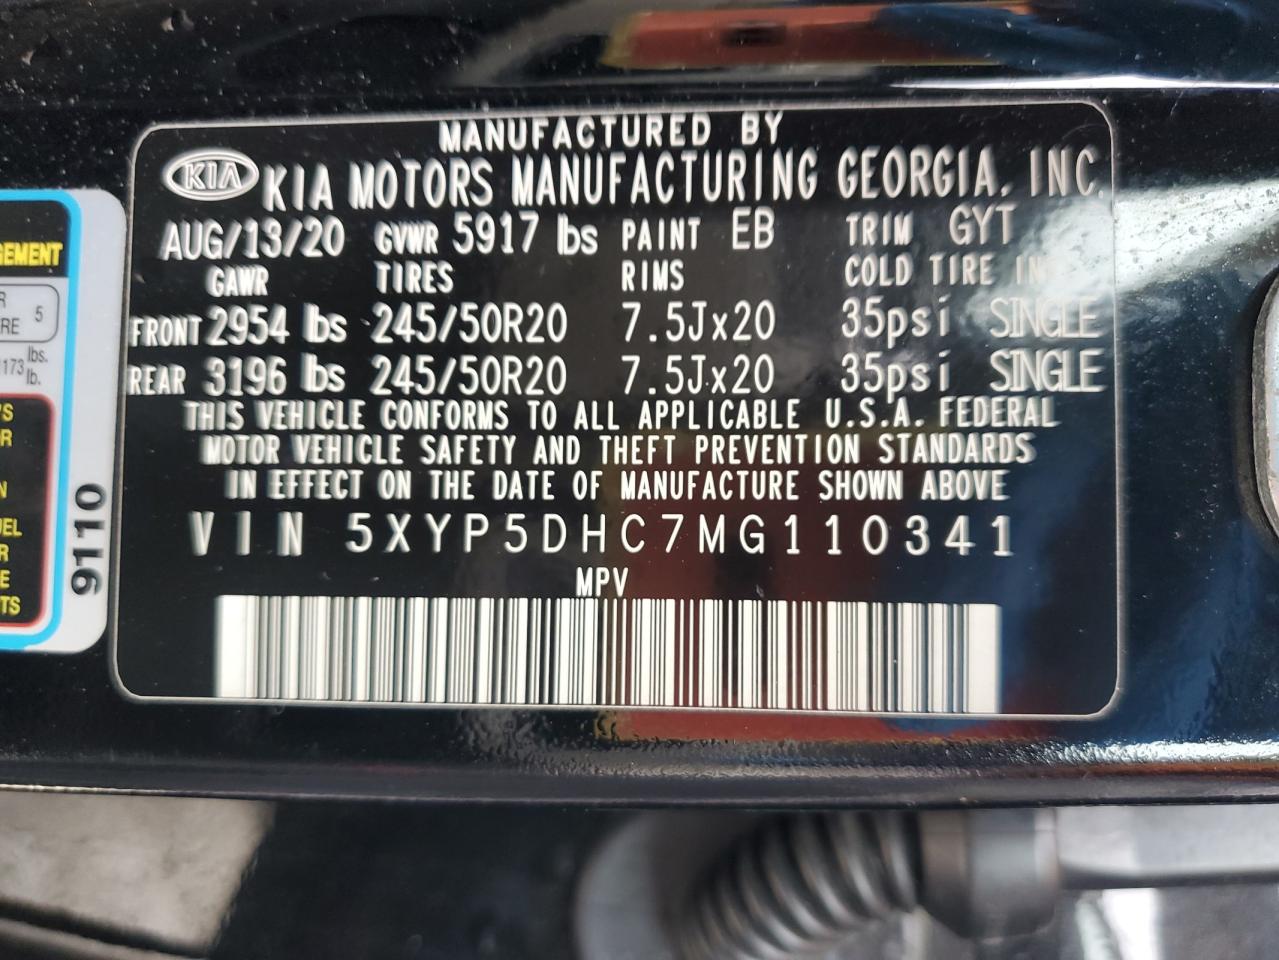 MANUFACTURED BY
KIA KIA MOTORS MANUFACTURING GEORGIA, INC.
AUG/13/20 GVWR 5917 lbs PAINT EB TRIM GYT
GAWR TIRES RIMS COLD TIRE
FRONT 2954 lbs 245/50R20 7.5Jx20 35psi SINGLE
REAR 3196 lbs 245/50R20 7.5Jx20 35psi SINGLE
THIS VEHICLE CONFORMS TO ALL APPLICABLE U.S.A. FEDERAL
MOTOR VEHICLE SAFETY AND THEFT PREVENTION STANDARDS
IN EFFECT ON THE DATE OF MANUFACTURE SHOWN ABOVE
VIN 5XYP5DHC7MG110341
MPV
9110
5
lbs.
lb.